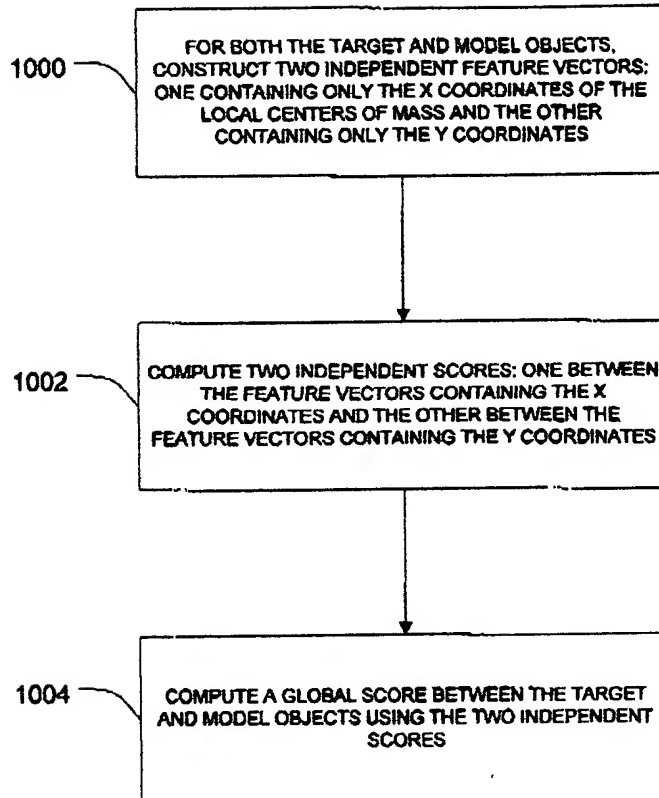 1000
FOR BOTH THE TARGET AND MODEL OBJECTS,
CONSTRUCT TWO INDEPENDENT FEATURE VECTORS:
ONE CONTAINING ONLY THE X COORDINATES OF THE
LOCAL CENTERS OF MASS AND THE OTHER
CONTAINING ONLY THE Y COORDINATES
1002
COMPUTE TWO INDEPENDENT SCORES: ONE BETWEEN
THE FEATURE VECTORS CONTAINING THE X
COORDINATES AND THE OTHER BETWEEN THE
FEATURE VECTORS CONTAINING THE Y COORDINATES
1004
COMPUTE A GLOBAL SCORE BETWEEN THE TARGET
AND MODEL OBJECTS USING THE TWO INDEPENDENT
SCORES